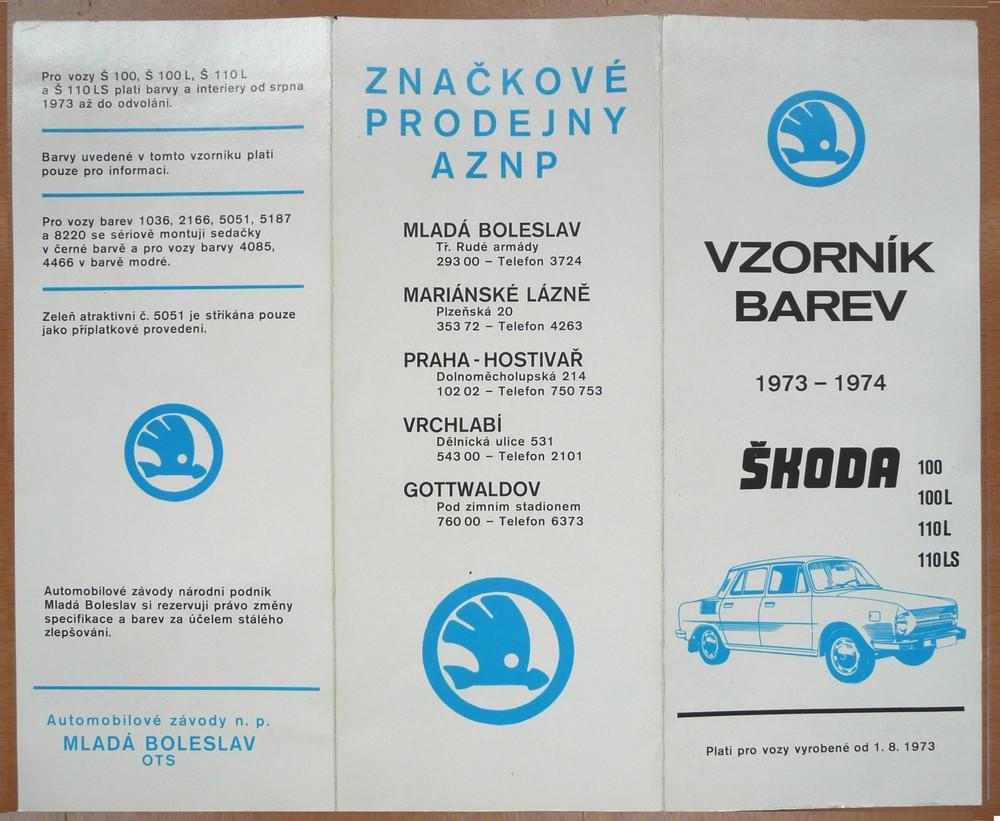 Pro vozy Š 100, Š 100 L, Š 110 L
a Š 110 LS platí barvy a interiery od srpna
1973 až do odvolání.
Barvy uvedené v tomto vzorníku platí
pouze pro informaci.
Pro vozy barev 1036, 2166, 5051, 5187
a 8220 se sériově montují sedačky
v černé barvě a pro vozy barvy 4085,
4466 v barvě modré.
Zeleň atraktivní č. 5051 je stříkána pouze
jako příplatkové provedení.
Automobilové závody národní podnik
Mladá Boleslav si rezervují právo změny
specifikace a barev za účelem stálého
zlepšování.
Automobilové závody n. p.
MLADÁ BOLESLAV
OTS
ZNAČKOVÉ
PRODEJNY
AZNP
MLADÁ BOLESLAV
Tř. Rudé armády
293 00 – Telefon 3724
MARIÁNSKÉ LÁZNĚ
Plzeňská 20
353 72 – Telefon 4263
PRAHA - HOSTIVAŘ
Dolnoměcholupská 214
102 02 – Telefon 750 753
VRCHLABÍ
Dělnická ulice 531
543 00 – Telefon 2101
GOTTWALDOV
Pod zimním stadionem
760 00 – Telefon 6373
VZORNÍK
BAREV
1973 – 1974
ŠKODA 100
100 L
110 L
110 LS
Platí pro vozy vyrobené od 1. 8. 1973